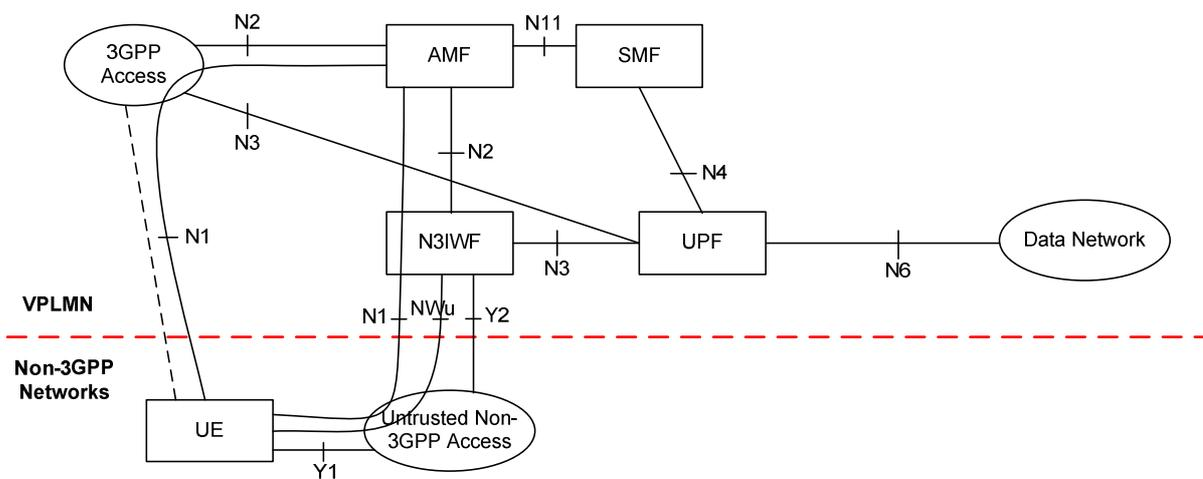 N2
N11
3GPP
Access
AMF
SMF
N3
N2
N4
N1
N3IWF
UPF
Data Network
N3
N6
VPLMN
N1
NWu
Y2
Non-3GPP
Networks
UE
Untrusted Non-
3GPP Access
Y1